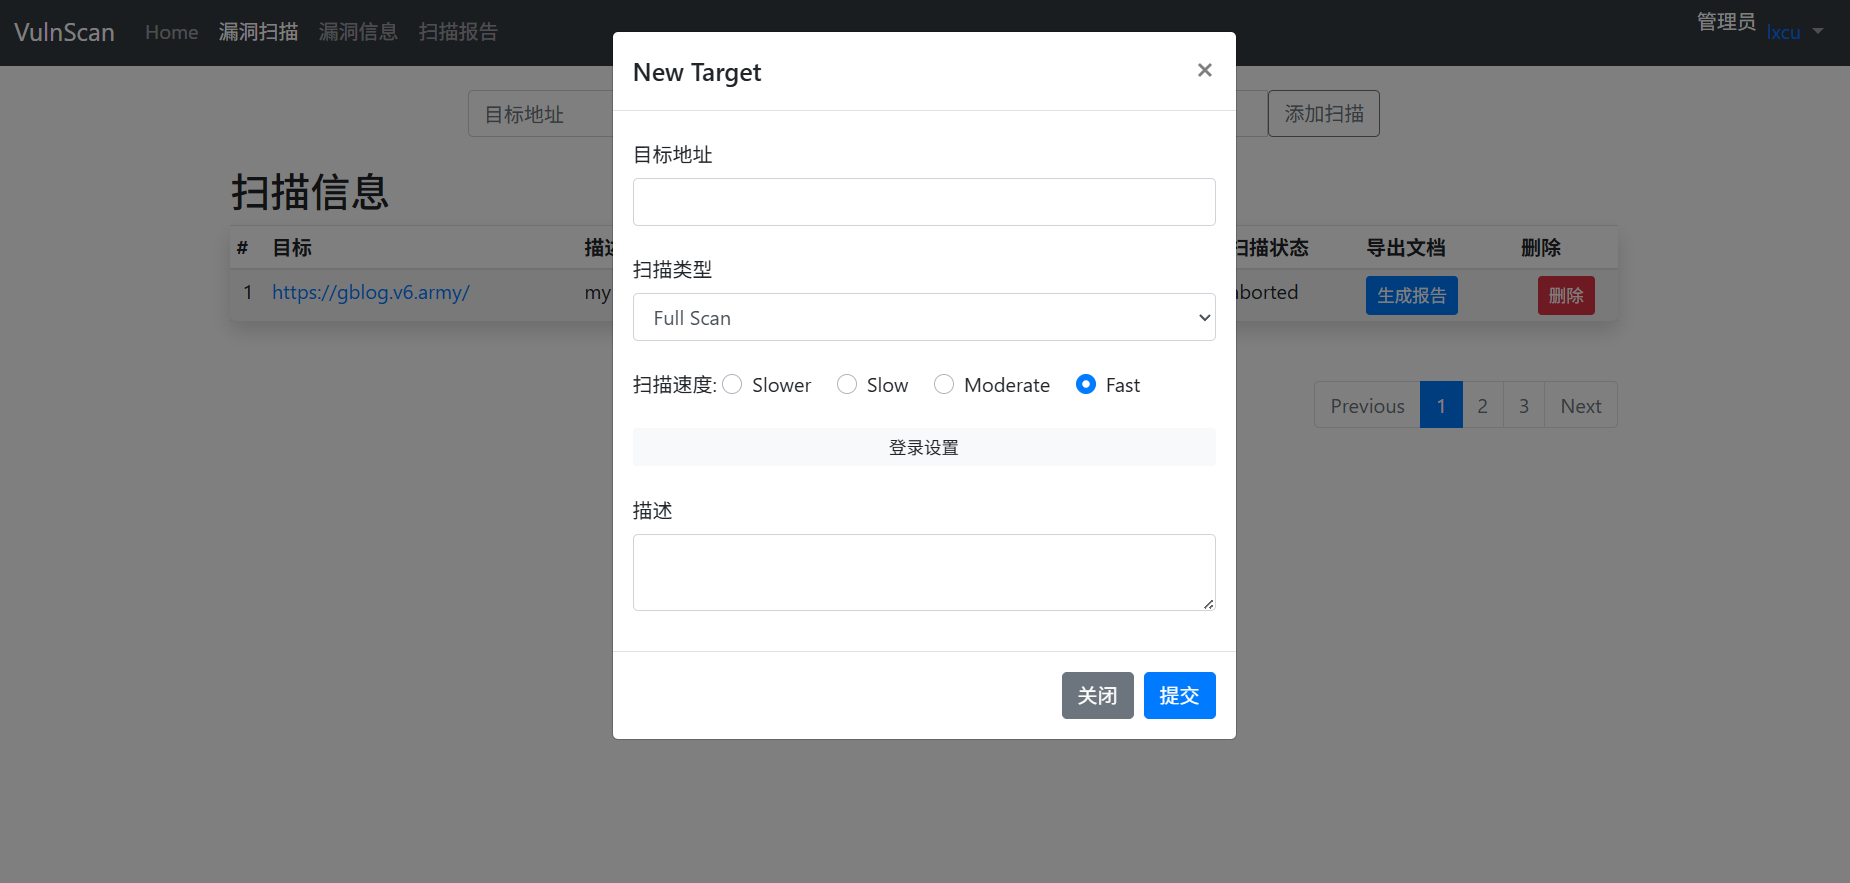 VulnScan Home 漏洞扫描 漏洞信息 扫描报告 管理员 lxcu
New Target ×
目标地址 添加扫描
目标地址
扫描信息
# 目标 扫描状态 导出文档 删除
1 https://gblog.v6.army/ my 生成报告 删除
扫描类型
Full Scan
扫描速度: Slower Slow Moderate Fast
Previous 1 2 3 Next
登录设置
描述
关闭 提交